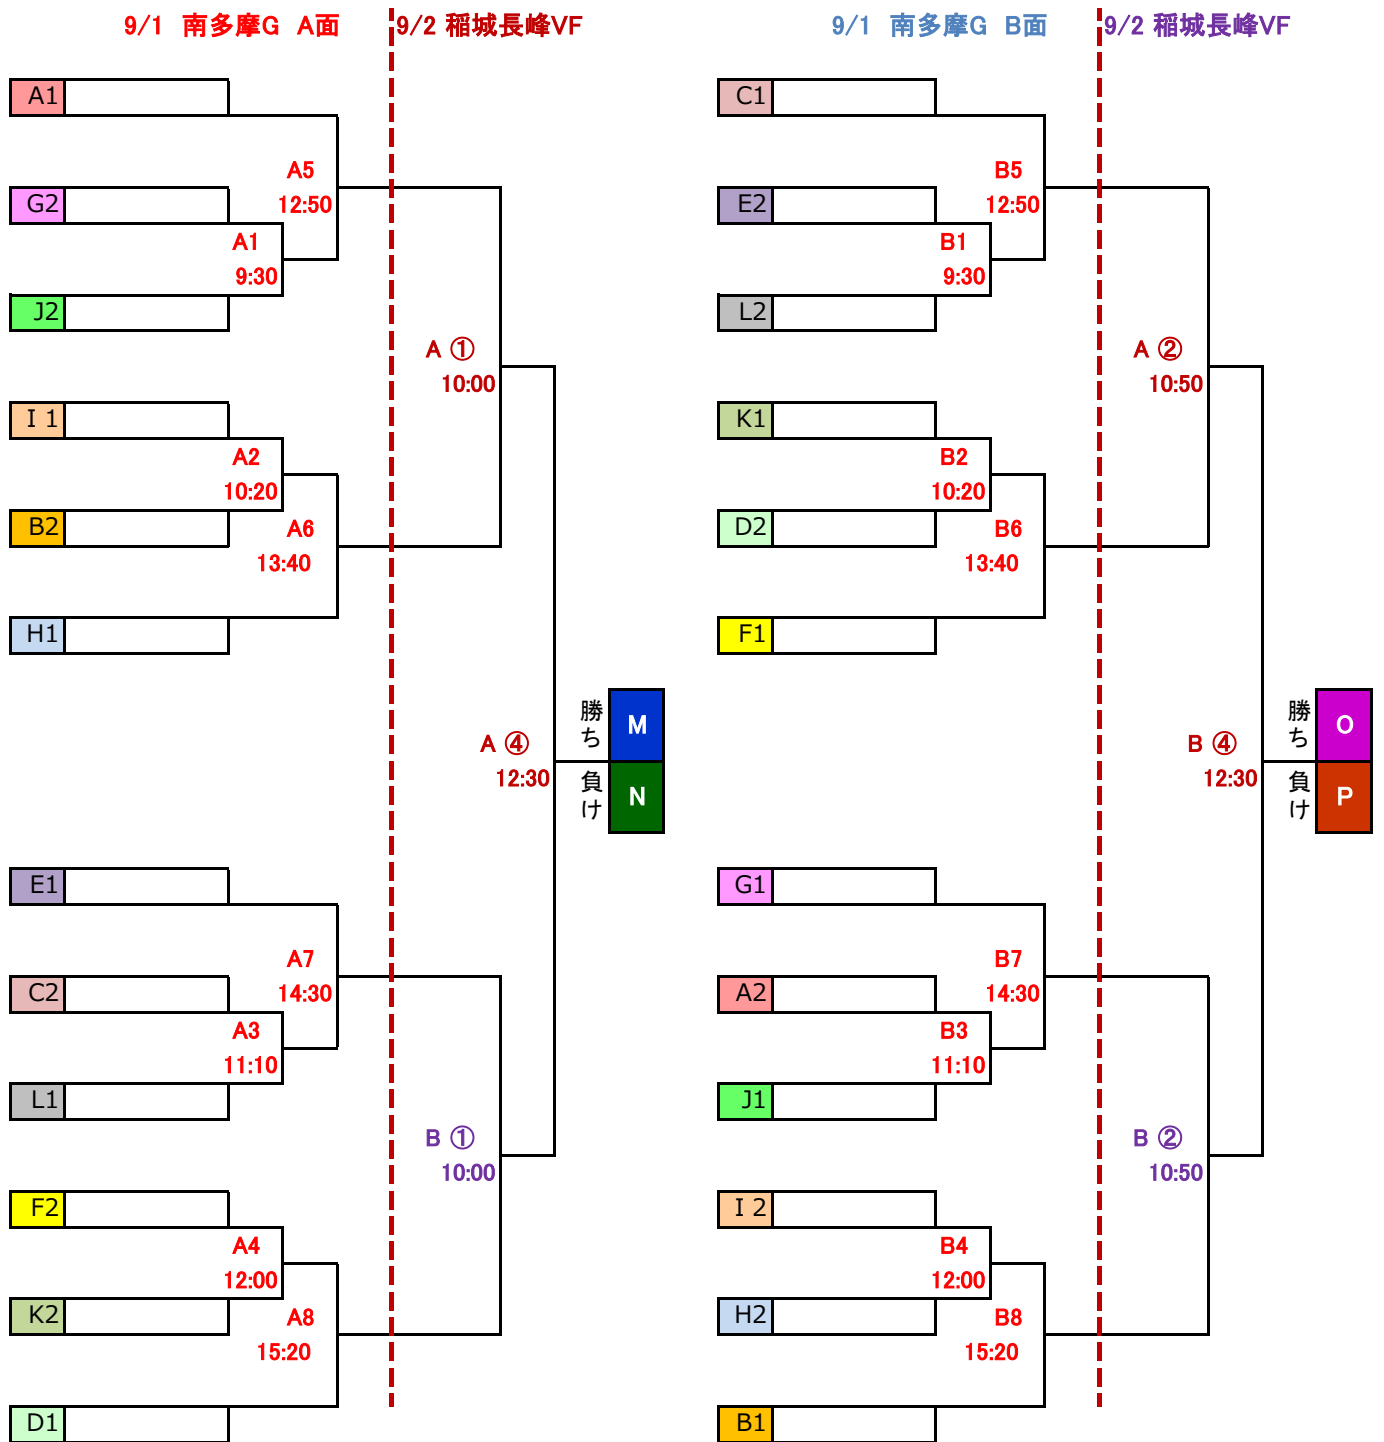 9/1 南多摩G A面
9/2 稲城長峰VF
A1
A5
G2
12:50
A1
9:30
J2
A ①
10:00
I 1
A2
10:20
B2
A6
13:40
H1
勝ち
M
A ④
12:30
負け
N
E1
A7
C2
14:30
A3
11:10
L1
B ①
10:00
F2
A4
12:00
K2
A8
15:20
D1
9/1 南多摩G B面
9/2 稲城長峰VF
C1
B5
E2
12:50
B1
9:30
L2
A ②
10:50
K1
B2
10:20
D2
B6
13:40
F1
勝ち
O
B ④
12:30
負け
P
G1
B7
A2
14:30
B3
11:10
J1
B ②
10:50
I 2
B4
12:00
H2
B8
15:20
B1